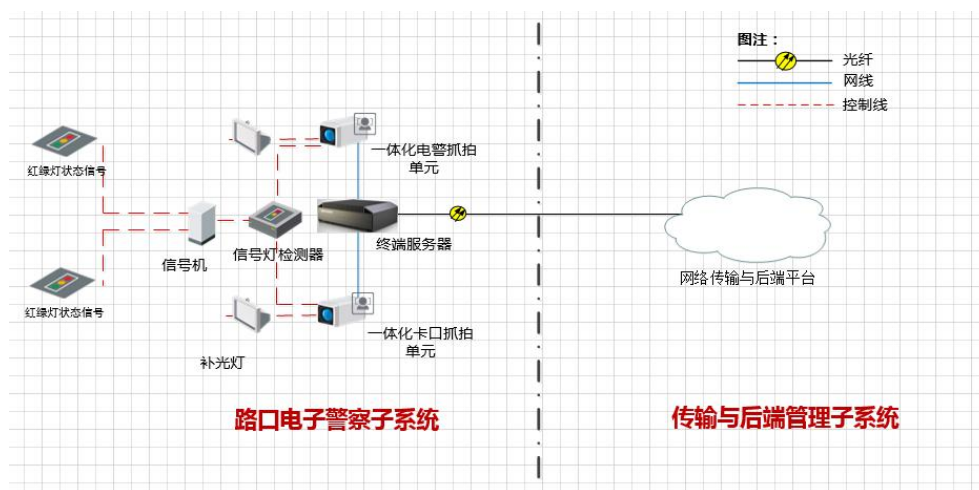 图注：
光纤
网线
控制线
一体化电警抓拍
单元
红绿灯状态信号
终端服务器
信号灯检测器
信号机
网络传输与后端平台
红绿灯状态信号
一体化卡口抓拍
单元
补光灯
路口电子警察子系统
传输与后端管理子系统